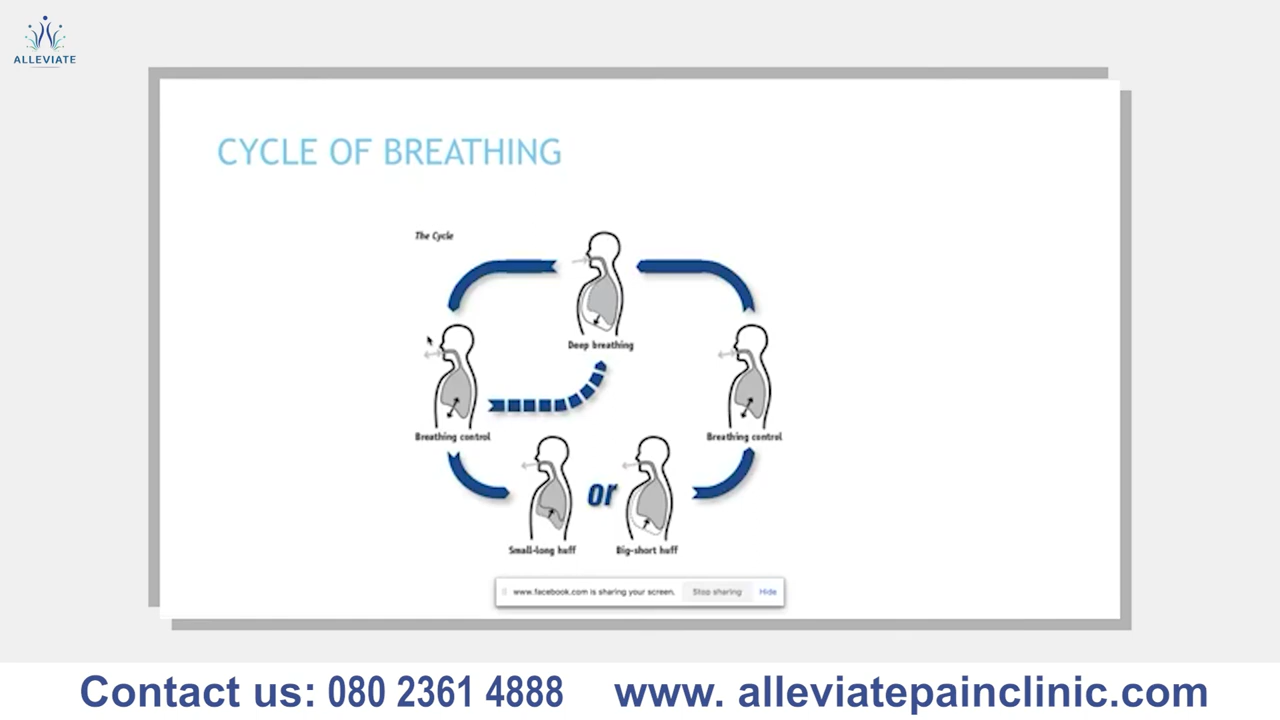 ALLEVIATE
CYCLE OF BREATHING
The Cycle
Deep breathing
Breathing control
Breathing control
or
Small-long huff
Big-short huff
www.facebook.com is sharing your screen. Stop sharing Hide
Contact us: 080 2361 4888 www. alleviatepainclinic.com